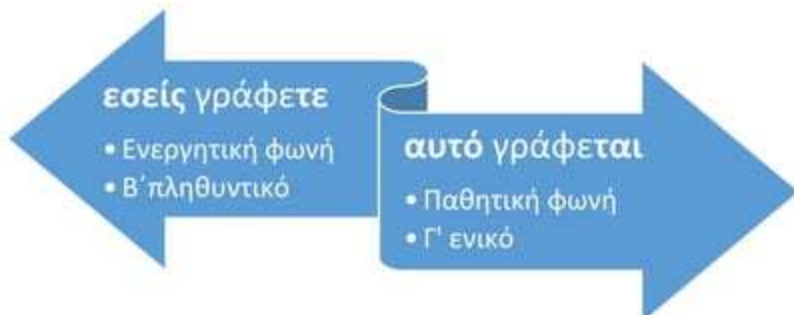 εσείς γράφετε
• Ενεργητική φωνή
• Β΄πληθυντικό
αυτό γράφεται
• Παθητική φωνή
• Γ' ενικό